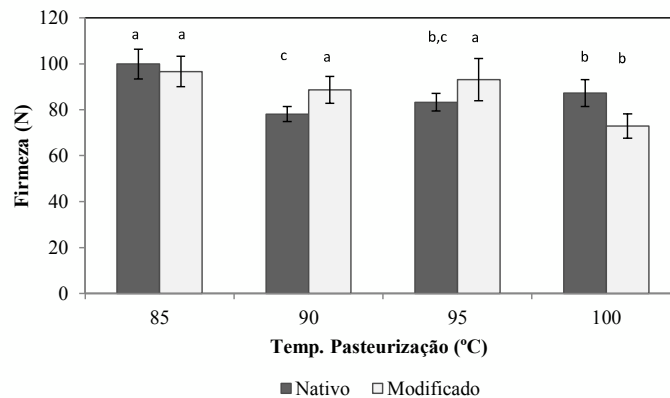 120
a a c a b,c a b b
100
80
60
40
20
0
Firmeza (N)
85 90 95 100
Temp. Pasteurização (ºC)
Nativo Modificado